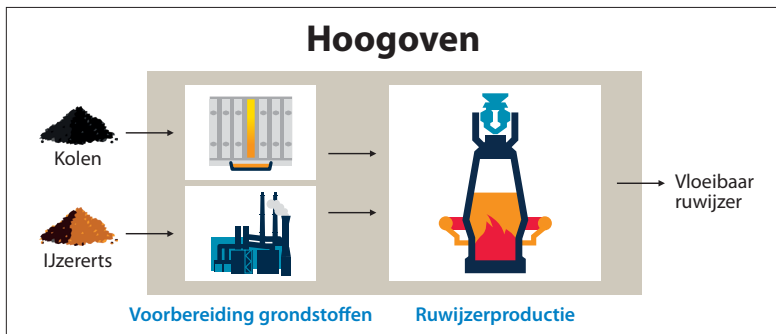 Hoogoven
Kolen
IJzererts
Vloeibaar
ruwijzer
Voorbereiding grondstoffen
Ruwijzerproductie